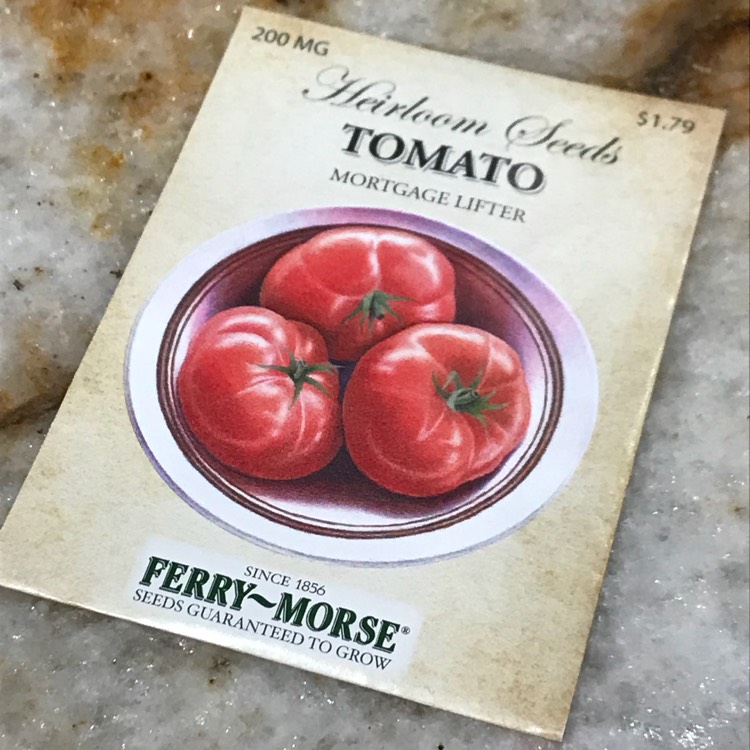 200 MG
$1.79
Heirloom Seeds
TOMATO
MORTGAGE LIFTER
SINCE 1856
FERRY~MORSE®
SEEDS GUARANTEED TO GROW